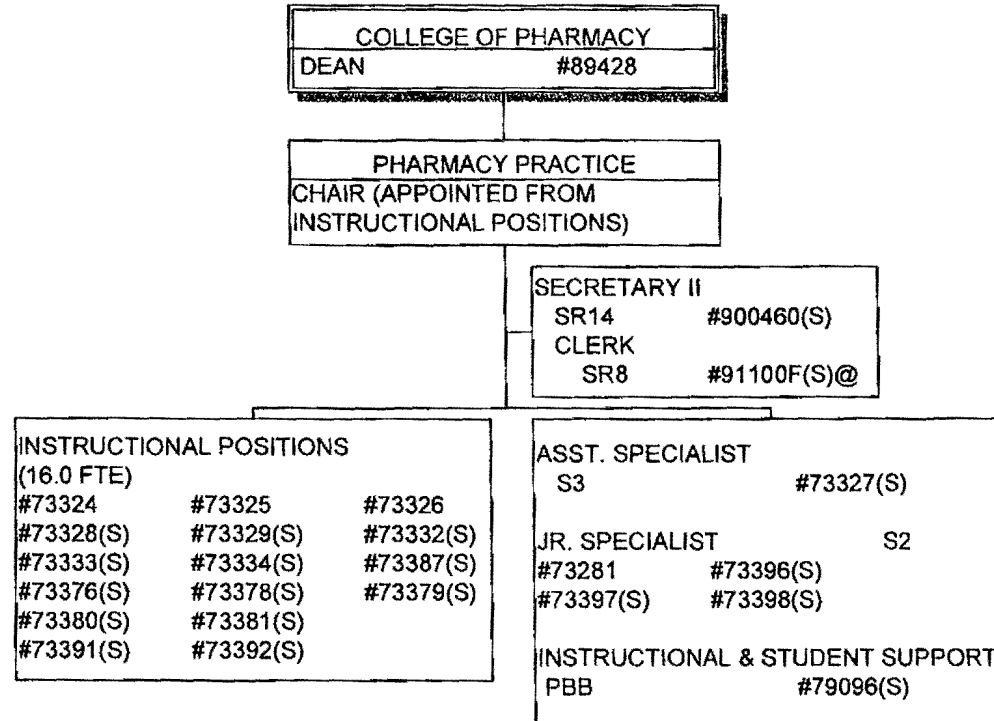 COLLEGE OF PHARMACY
DEAN #89428
PHARMACY PRACTICE
CHAIR (APPOINTED FROM
INSTRUCTIONAL POSITIONS)
SECRETARY II
SR14 #900460(S)
CLERK
SR8 #91100F(S)@
INSTRUCTIONAL POSITIONS
(16.0 FTE)
#73324 #73325 #73326
#73328(S) #73329(S) #73332(S)
#73333(S) #73334(S) #73387(S)
#73376(S) #73378(S) #73379(S)
#73380(S) #73381(S)
#73391(S) #73392(S)
ASST. SPECIALIST
S3 #73327(S)
JR. SPECIALIST S2
#73281 #73396(S)
#73397(S) #73398(S)
INSTRUCTIONAL & STUDENT SUPPORT
PBB #79096(S)